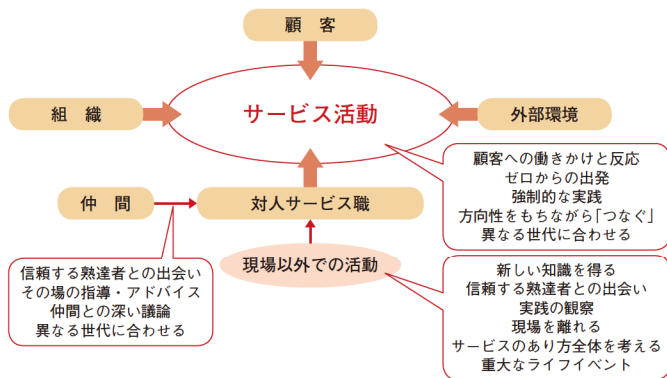 顧　客
サービス活動
組　織
外部環境
顧客への働きかけと反応
ゼロからの出発
強制的な実践
方向性をもちながら「つなぐ」
異なる世代に合わせる
仲　間
対人サービス職
現場以外での活動
信頼する熟達者との出会い
その場の指導・アドバイス
仲間との深い議論
異なる世代に合わせる
新しい知識を得る
信頼する熟達者との出会い
実践の観察
現場を離れる
サービスのあり方全体を考える
重大なライフイベント